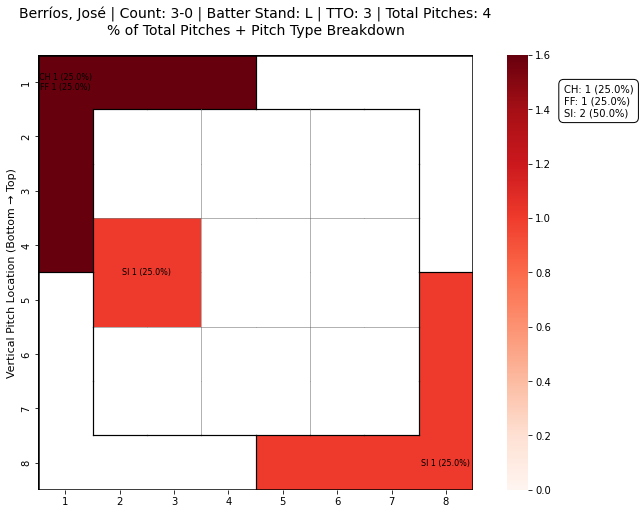 Berríos, José | Count: 3-0 | Batter Stand: L | TTO: 3 | Total Pitches: 4
% of Total Pitches + Pitch Type Breakdown
CH: 1 (25.0%)
FF: 1 (25.0%)
SI: 2 (50.0%)
CH 1 (25.0%)
FF 1 (25.0%)
SI 1 (25.0%)
SI 1 (25.0%)
Vertical Pitch Location (Bottom → Top)
1
2
3
4
5
6
7
8
1 2 3 4 5 6 7 8
1.6
1.4
1.2
1.0
0.8
0.6
0.4
0.2
0.0